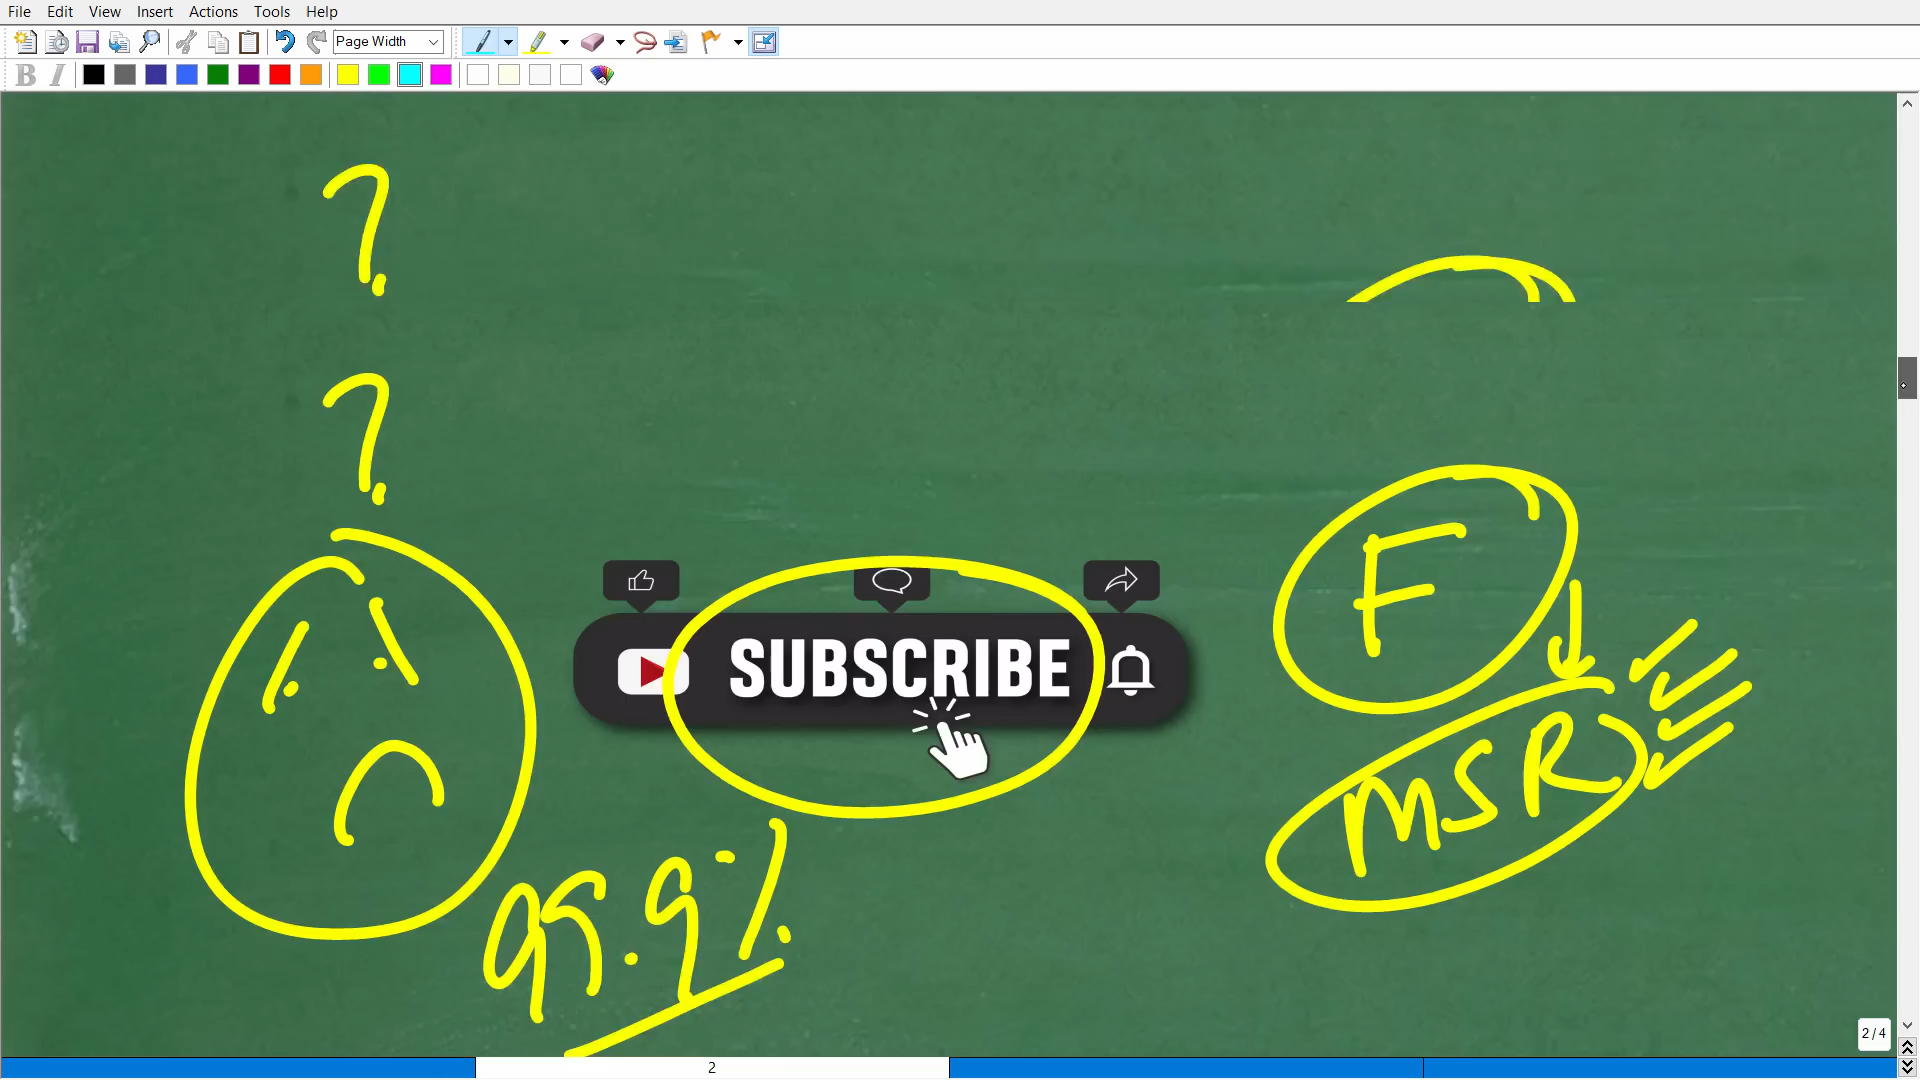 File Edit View Insert Actions Tools Help
Page Width
B I
?
?
F
SUBSCRIBE
MSR
99.9%
2 / 4
2